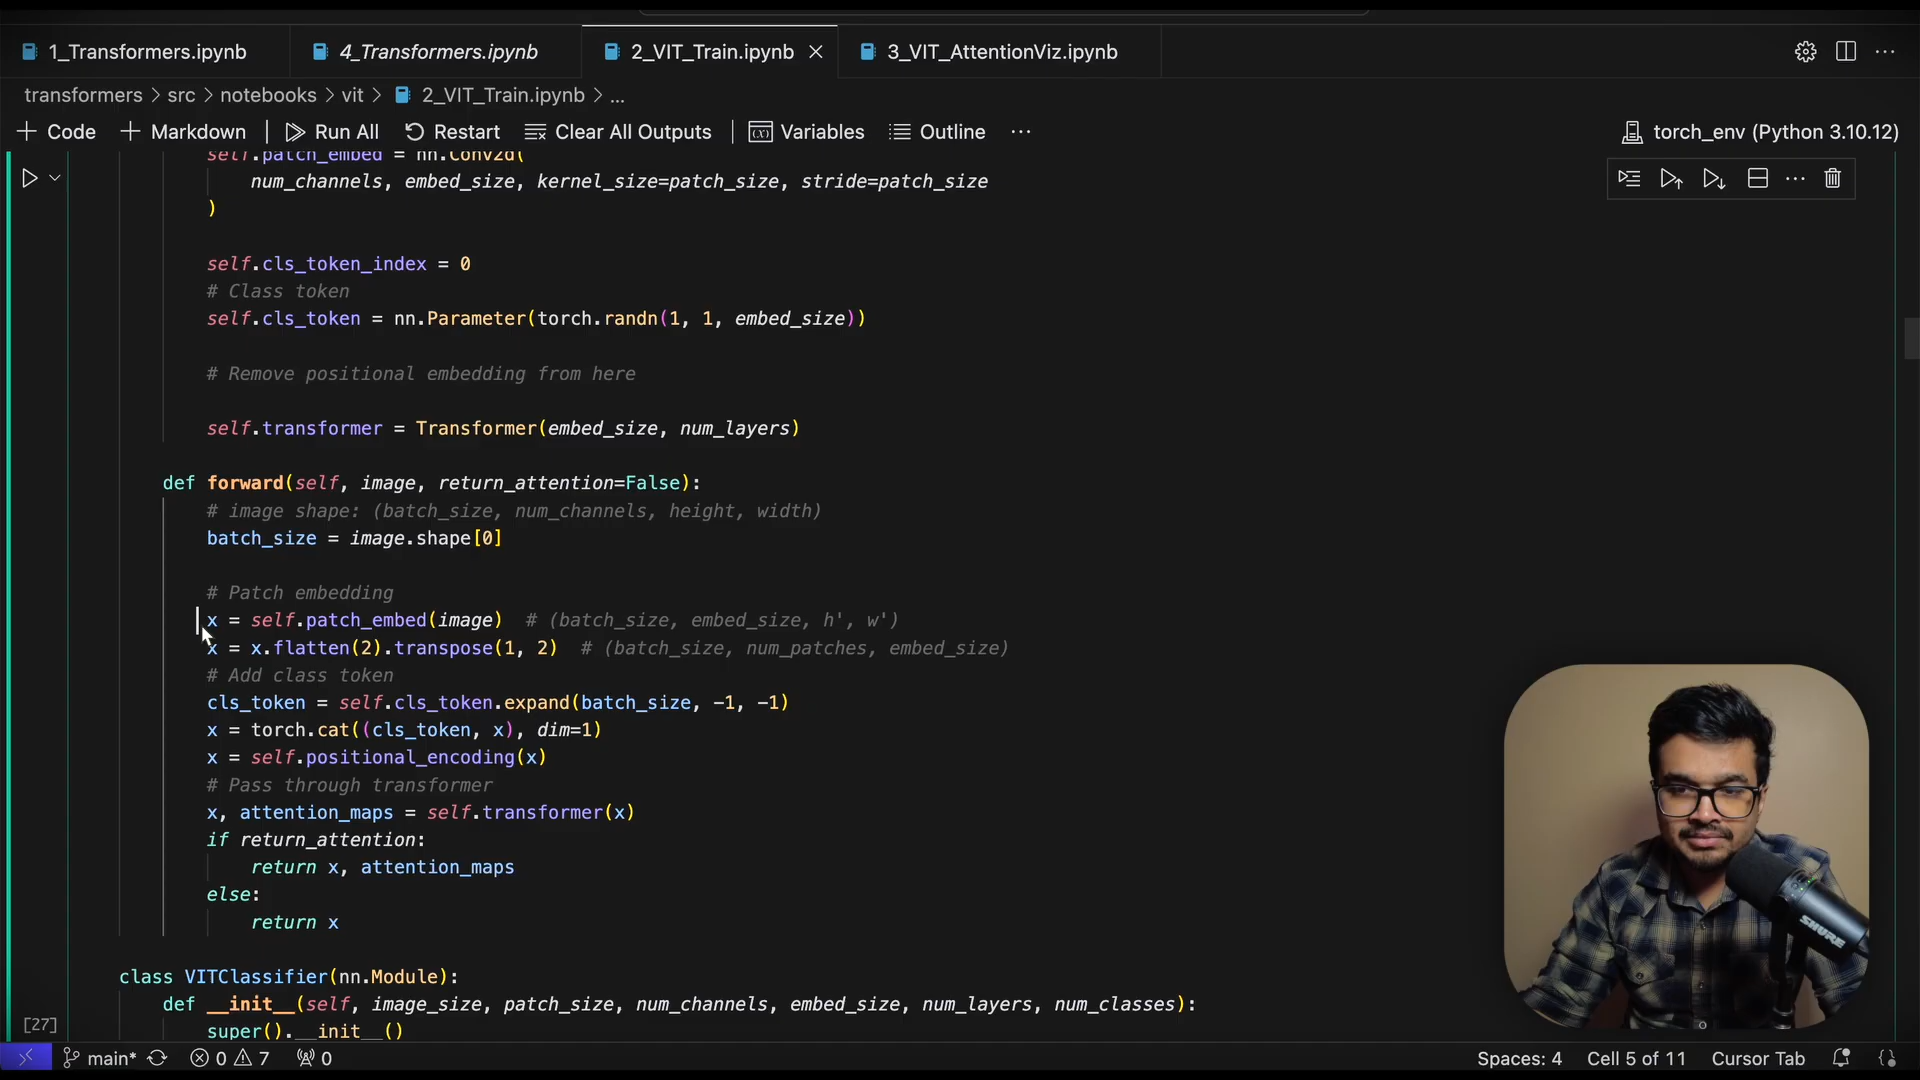 1_Transformers.ipynb
4_Transformers.ipynb
2_VIT_Train.ipynb
3_VIT_AttentionViz.ipynb
transformers > src > notebooks > vit > 2_VIT_Train.ipynb > ...
+ Code + Markdown | Run All Restart Clear All Outputs | Variables Outline ... torch_env (Python 3.10.12)
self.patch_embed = nn.Conv2d(
num_channels, embed_size, kernel_size=patch_size, stride=patch_size
)
self.cls_token_index = 0
# Class token
self.cls_token = nn.Parameter(torch.randn(1, 1, embed_size))
# Remove positional embedding from here
self.transformer = Transformer(embed_size, num_layers)
def forward(self, image, return_attention=False):
# image shape: (batch_size, num_channels, height, width)
batch_size = image.shape[0]
# Patch embedding
x = self.patch_embed(image)  # (batch_size, embed_size, h', w')
x = x.flatten(2).transpose(1, 2)  # (batch_size, num_patches, embed_size)
# Add class token
cls_token = self.cls_token.expand(batch_size, -1, -1)
x = torch.cat((cls_token, x), dim=1)
x = self.positional_encoding(x)
# Pass through transformer
x, attention_maps = self.transformer(x)
if return_attention:
return x, attention_maps
else:
return x
class VITClassifier(nn.Module):
def __init__(self, image_size, patch_size, num_channels, embed_size, num_layers, num_classes):
[27]
super().__init__()
SHURE
main* 0 7 0 Spaces: 4 Cell 5 of 11 Cursor Tab